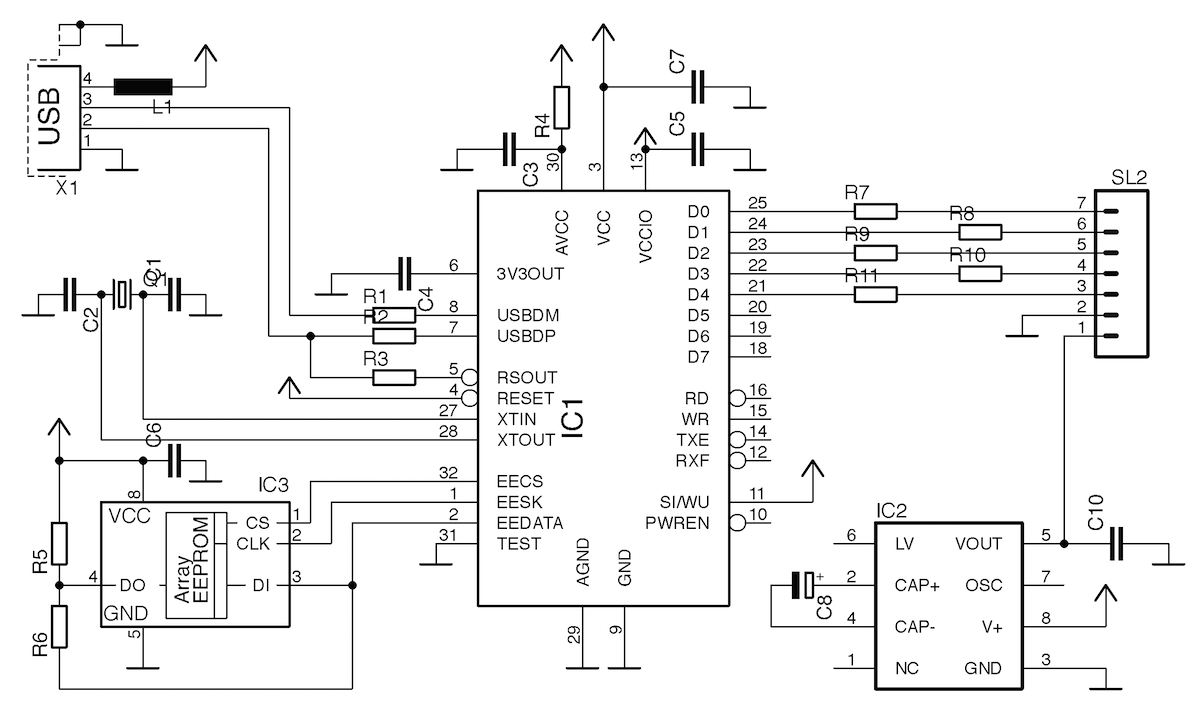 USB
4
3
2
1
L1
X1
C2
Q1
C1
R1
R2
R3
C3
R4
C4
C7
C5
30
3
13
AVCC
VCC
VCCIO
6 3V3OUT
8 USBDM
7 USBDP
5 RSOUT
4 RESET
27 XTIN
28 XTOUT
32 EECS
1 EESK
2 EEDATA
31 TEST
IC1
D0 25
D1 24
D2 23
D3 22
D4 21
D5 20
D6 19
D7 18
RD 16
WR 15
TXE 14
RXF 12
SI/WU 11
PWREN 10
AGND
GND
29
9
R7
R8
R9
R10
R11
SL2
7
6
5
4
3
2
1
C6
IC3
8
VCC
CS 1
CLK 2
4 DO
DI 3
Array
EEPROM
GND
5
R5
R6
IC2
6 LV
VOUT 5
2 CAP+
OSC 7
4 CAP-
V+ 8
1 NC
GND 3
C8
+
C10